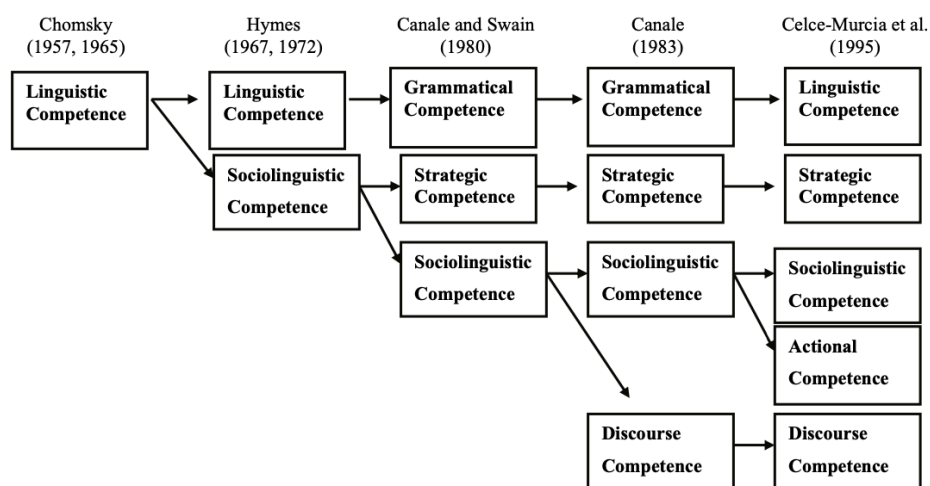 Chomsky
(1957, 1965)
Hymes
(1967, 1972)
Canale and Swain
(1980)
Canale
(1983)
Celce-Murcia et al.
(1995)
Linguistic
Competence
Linguistic
Competence
Grammatical
Competence
Grammatical
Competence
Linguistic
Competence
Sociolinguistic
Competence
Strategic
Competence
Strategic
Competence
Strategic
Competence
Sociolinguistic
Competence
Sociolinguistic
Competence
Sociolinguistic
Competence
Actional
Competence
Discourse
Competence
Discourse
Competence